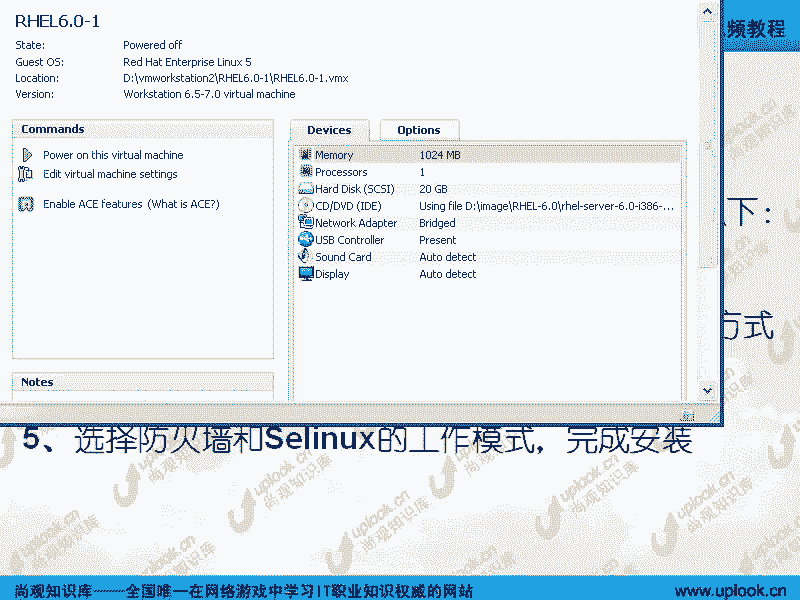 RHEL6.0-1
State: Powered off
Guest OS: Red Hat Enterprise Linux 5
Location: D:\vmworkstation2\RHEL6.0-1\RHEL6.0-1.vmx
Version: Workstation 6.5-7.0 virtual machine
频教程
Commands
Power on this virtual machine
Edit virtual machine settings
Enable ACE features (What is ACE?)
Notes
Devices Options
Memory 1024 MB
Processors 1
Hard Disk (SCSI) 20 GB
CD/DVD (IDE) Using file D:\image\RHEL-6.0\rhel-server-6.0-i386-...
Network Adapter Bridged
USB Controller Present
Sound Card Auto detect
Display Auto detect
下：
方式
5、选择防火墙和Selinux的工作模式，完成安装
uplook.cn
尚观知识库
尚观知识库——全国唯一在网络游戏中学习IT职业知识权威的网站
www.uplook.cn